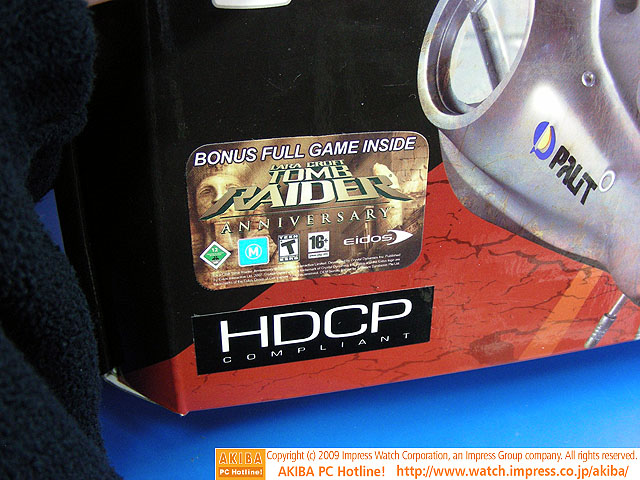 PALIT
BONUS FULL GAME INSIDE
LARA CROFT
TOMB
RAIDER
ANNIVERSARY
12
M
TEEN
T
ESRB
16+
eidos
HDCP
COMPLIANT
AKIBA
PC Hotline!
Copyright (c) 2009 Impress Watch Corporation, an Impress Group company. All rights reserved.
AKIBA PC Hotline! http://www.watch.impress.co.jp/akiba/